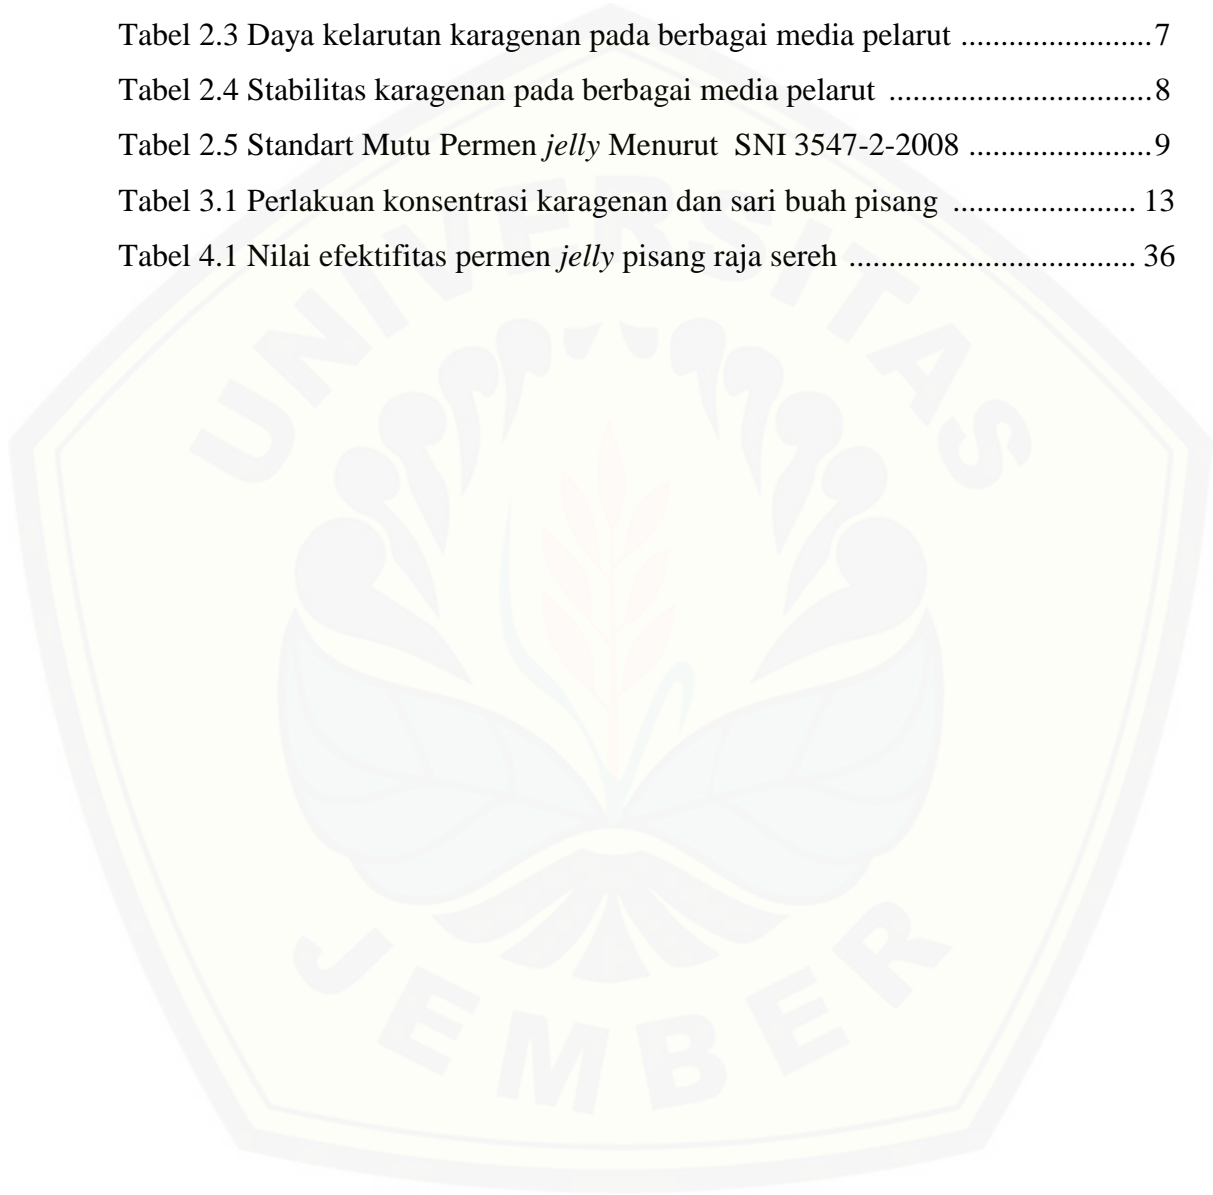 Tabel 2.3 Daya kelarutan karagenan pada berbagai media pelarut ........................7
Tabel 2.4 Stabilitas karagenan pada berbagai media pelarut .................................8
Tabel 2.5 Standart Mutu Permen jelly Menurut  SNI 3547-2-2008 .......................9
Tabel 3.1 Perlakuan konsentrasi karagenan dan sari buah pisang ....................... 13
Tabel 4.1 Nilai efektifitas permen jelly pisang raja sereh .................................... 36
UNIVERSITAS
JEMBER